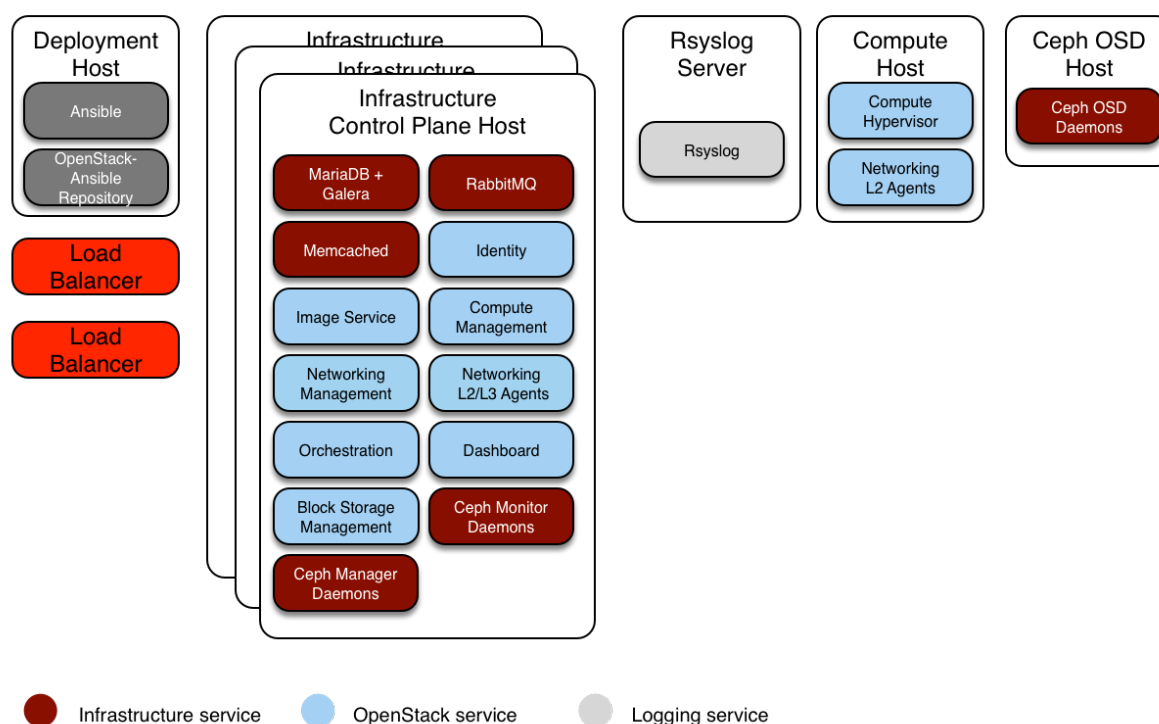 Deployment
Host
Ansible
OpenStack-
Ansible
Repository
Load
Balancer
Load
Balancer
Infrastructure
Infrastructure
Infrastructure
Control Plane Host
MariaDB +
Galera
RabbitMQ
Memcached
Identity
Image Service
Compute
Management
Networking
Management
Networking
L2/L3 Agents
Orchestration
Dashboard
Block Storage
Management
Ceph Monitor
Daemons
Ceph Manager
Daemons
Rsyslog
Server
Rsyslog
Compute
Host
Compute
Hypervisor
Networking
L2 Agents
Ceph OSD
Host
Ceph OSD
Daemons
Infrastructure service
OpenStack service
Logging service